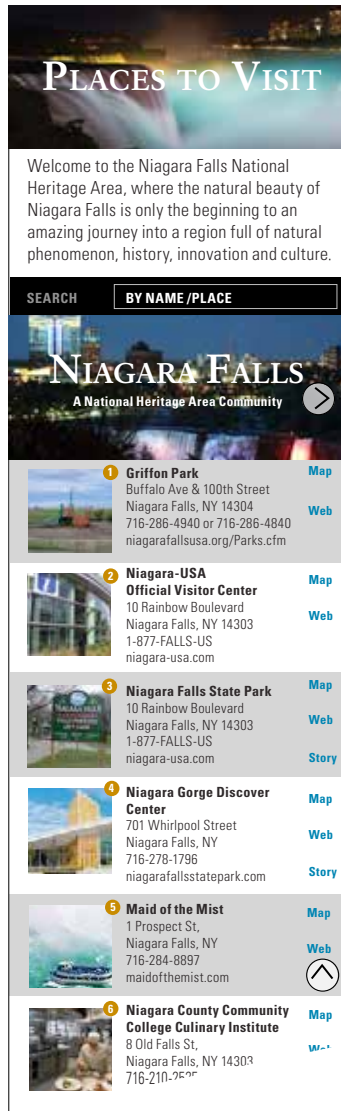 PLACES TO VISIT
Welcome to the Niagara Falls National
Heritage Area, where the natural beauty of
Niagara Falls is only the beginning to an
amazing journey into a region full of natural
phenomenon, history, innovation and culture.
SEARCH BY NAME /PLACE
NIAGARA FALLS
A National Heritage Area Community
1 Griffon Park Map
Buffalo Ave & 100th Street
Niagara Falls, NY 14304
716-286-4940 or 716-286-4840 Web
niagarafallsusa.org/Parks.cfm
2 Niagara-USA Map
Official Visitor Center
10 Rainbow Boulevard Web
Niagara Falls, NY 14303
1-877-FALLS-US
niagara-usa.com
3 Niagara Falls State Park Map
10 Rainbow Boulevard
Niagara Falls, NY 14303 Web
1-877-FALLS-US
niagara-usa.com Story
4 Niagara Gorge Discover Map
Center
701 Whirlpool Street
Niagara Falls, NY Web
716-278-1796
niagarafallsstatepark.com Story
5 Maid of the Mist Map
1 Prospect St,
Niagara Falls, NY
716-284-8897 Web
maidofthemist.com
6 Niagara County Community Map
College Culinary Institute
8 Old Falls St,
Niagara Falls, NY 14303